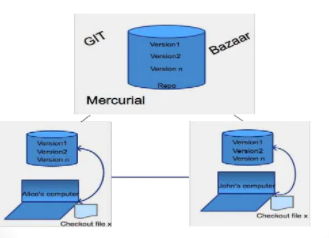 GIT
Bazaar
Version1
Version2
Version n
Repo
Mercurial
Version1
Version2
Version n
Alice's computer
Checkout file x
Version1
Version2
Version n
John's computer
Checkout file x